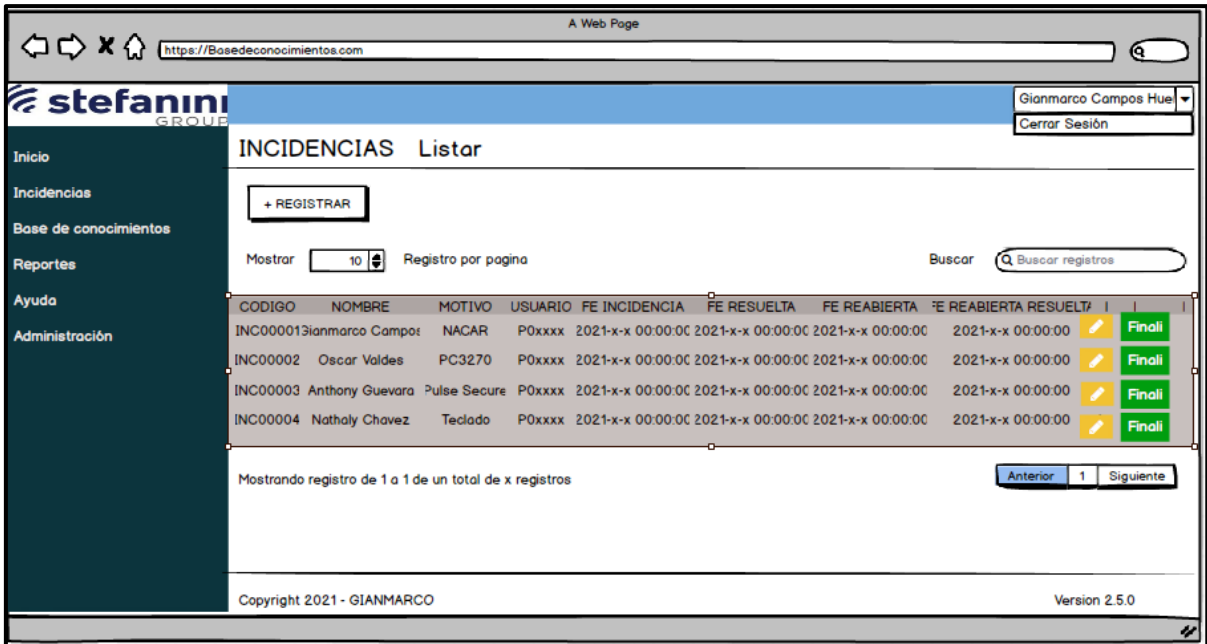 A Web Page
https://Basedeconocimientos.com
stefanini
GROUP
Gianmarco Campos Hue
Cerrar Sesión
Inicio
Incidencias
Base de conocimientos
Reportes
Ayuda
Administración
INCIDENCIAS Listar
+ REGISTRAR
Mostrar 10 Registro por pagina Buscar Buscar registros
CODIGO NOMBRE MOTIVO USUARIO FE INCIDENCIA FE RESUELTA FE REABIERTA FE REABIERTA RESUELTA
INC00001 Gianmarco Campos NACAR P0xxxx 2021-x-x 00:00:00 2021-x-x 00:00:00 2021-x-x 00:00:00 2021-x-x 00:00:00 Finali
INC00002 Oscar Valdes PC3270 P0xxxx 2021-x-x 00:00:00 2021-x-x 00:00:00 2021-x-x 00:00:00 2021-x-x 00:00:00 Finali
INC00003 Anthony Guevara Pulse Secure P0xxxx 2021-x-x 00:00:00 2021-x-x 00:00:00 2021-x-x 00:00:00 2021-x-x 00:00:00 Finali
INC00004 Nathaly Chavez Teclado P0xxxx 2021-x-x 00:00:00 2021-x-x 00:00:00 2021-x-x 00:00:00 2021-x-x 00:00:00 Finali
Mostrando registro de 1 a 1 de un total de x registros
Anterior 1 Siguiente
Copyright 2021 - GIANMARCO
Version 2.5.0